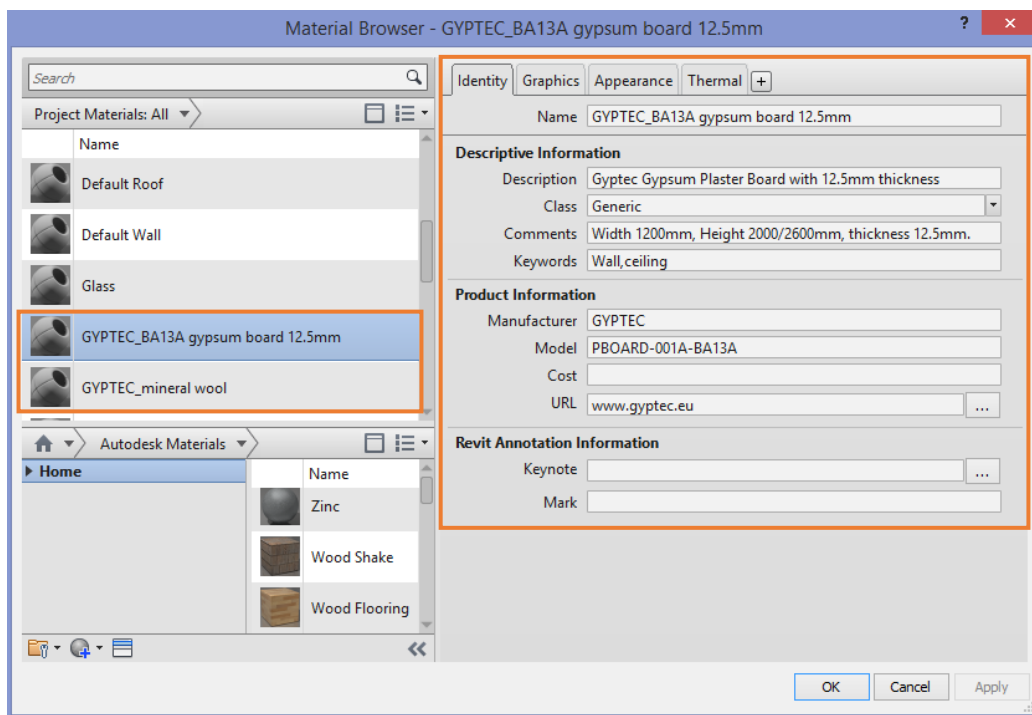 Material Browser - GYPTEC_BA13A gypsum board 12.5mm
? ×
Search
Project Materials: All
Name
Default Roof
Default Wall
Glass
GYPTEC_BA13A gypsum board 12.5mm
GYPTEC_mineral wool
Autodesk Materials
Home
Name
Zinc
Wood Shake
Wood Flooring
Identity Graphics Appearance Thermal +
Name GYPTEC_BA13A gypsum board 12.5mm
Descriptive Information
Description Gyptec Gypsum Plaster Board with 12.5mm thickness
Class Generic
Comments Width 1200mm, Height 2000/2600mm, thickness 12.5mm.
Keywords Wall,ceiling
Product Information
Manufacturer GYPTEC
Model PBOARD-001A-BA13A
Cost
URL www.gyptec.eu ...
Revit Annotation Information
Keynote ...
Mark
OK Cancel Apply